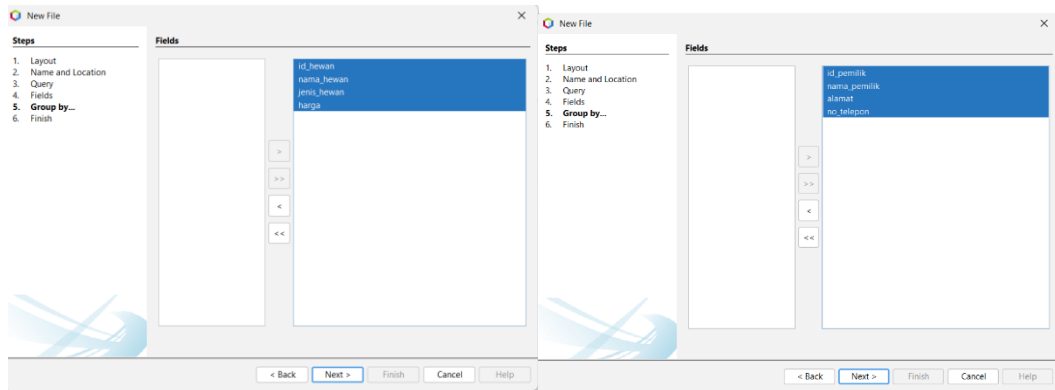 New File
Steps
1. Layout
2. Name and Location
3. Query
4. Fields
5. Group by...
6. Finish
Fields
id_hewan
nama_hewan
jenis_hewan
harga
>
>>
<
<<
< Back
Next >
Finish
Cancel
Help
New File
Steps
1. Layout
2. Name and Location
3. Query
4. Fields
5. Group by...
6. Finish
Fields
id_pemilik
nama_pemilik
alamat
no_telepon
>
>>
<
<<
< Back
Next >
Finish
Cancel
Help